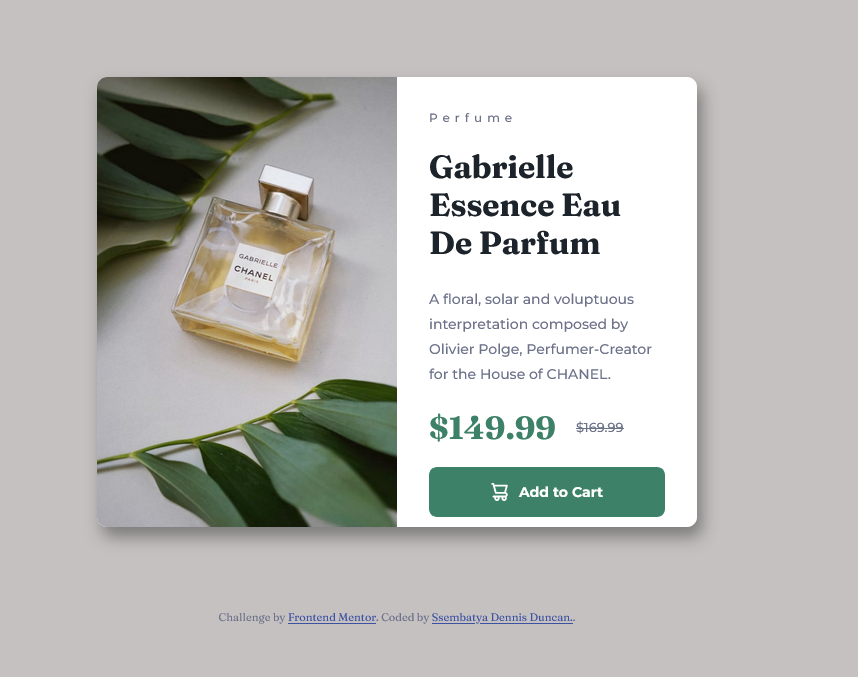 GABRIELLE
CHANEL
PARIS
Perfume
Gabrielle
Essence Eau
De Parfum
A floral, solar and voluptuous
interpretation composed by
Olivier Polge, Perfumer-Creator
for the House of CHANEL.
$149.99 $169.99
Add to Cart
Challenge by Frontend Mentor. Coded by Ssembatya Dennis Duncan..